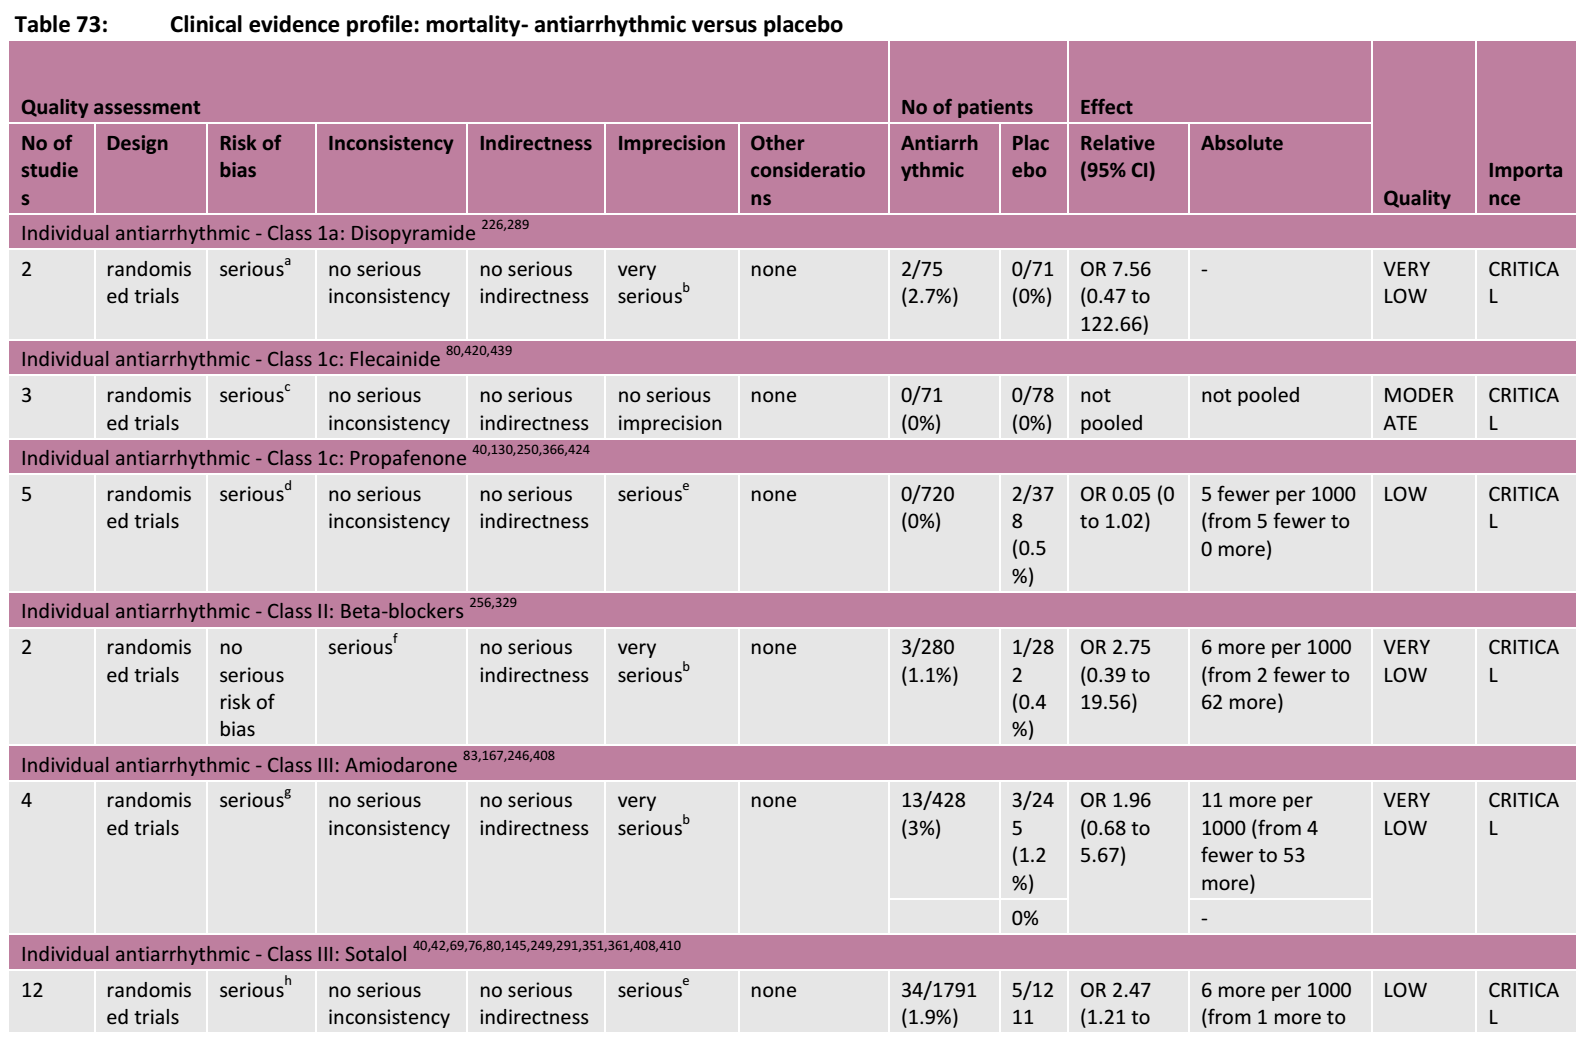 Table 73: Clinical evidence profile: mortality- antiarrhythmic versus placebo
Quality assessment No of patients Effect
No of Design Risk of Inconsistency Indirectness Imprecision Other Antiarrh Plac Relative Absolute
studie bias consideratio ythmic ebo (95% CI) Importa
s ns Quality nce
Individual antiarrhythmic - Class 1a: Disopyramide 226,289
2 randomis serious a no serious no serious very none 2/75 0/71 OR 7.56 - VERY CRITICA
ed trials inconsistency indirectness serious b (2.7%) (0%) (0.47 to LOW L
122.66)
Individual antiarrhythmic - Class 1c: Flecainide 80,420,439
3 randomis serious c no serious no serious no serious none 0/71 0/78 not not pooled MODER CRITICA
ed trials inconsistency indirectness imprecision (0%) (0%) pooled ATE L
Individual antiarrhythmic - Class 1c: Propafenone 40,130,250,366,424
5 randomis serious d no serious no serious serious e none 0/720 2/37 OR 0.05 (0 5 fewer per 1000 LOW CRITICA
ed trials inconsistency indirectness (0%) 8 to 1.02) (from 5 fewer to L
(0.5 0 more)
%)
Individual antiarrhythmic - Class II: Beta-blockers 256,329
2 randomis no serious f no serious very none 3/280 1/28 OR 2.75 6 more per 1000 VERY CRITICA
ed trials serious indirectness serious b (1.1%) 2 (0.39 to (from 2 fewer to LOW L
risk of (0.4 19.56) 62 more)
bias %)
Individual antiarrhythmic - Class III: Amiodarone 83,167,246,408
4 randomis serious g no serious no serious very none 13/428 3/24 OR 1.96 11 more per VERY CRITICA
ed trials inconsistency indirectness serious b (3%) 5 (0.68 to 1000 (from 4 LOW L
(1.2 5.67) fewer to 53
%) more)
0% -
Individual antiarrhythmic - Class III: Sotalol 40,42,69,76,80,145,249,291,351,361,408,410
12 randomis serious h no serious no serious serious e none 34/1791 5/12 OR 2.47 6 more per 1000 LOW CRITICA
ed trials inconsistency indirectness (1.9%) 11 (1.21 to (from 1 more to L